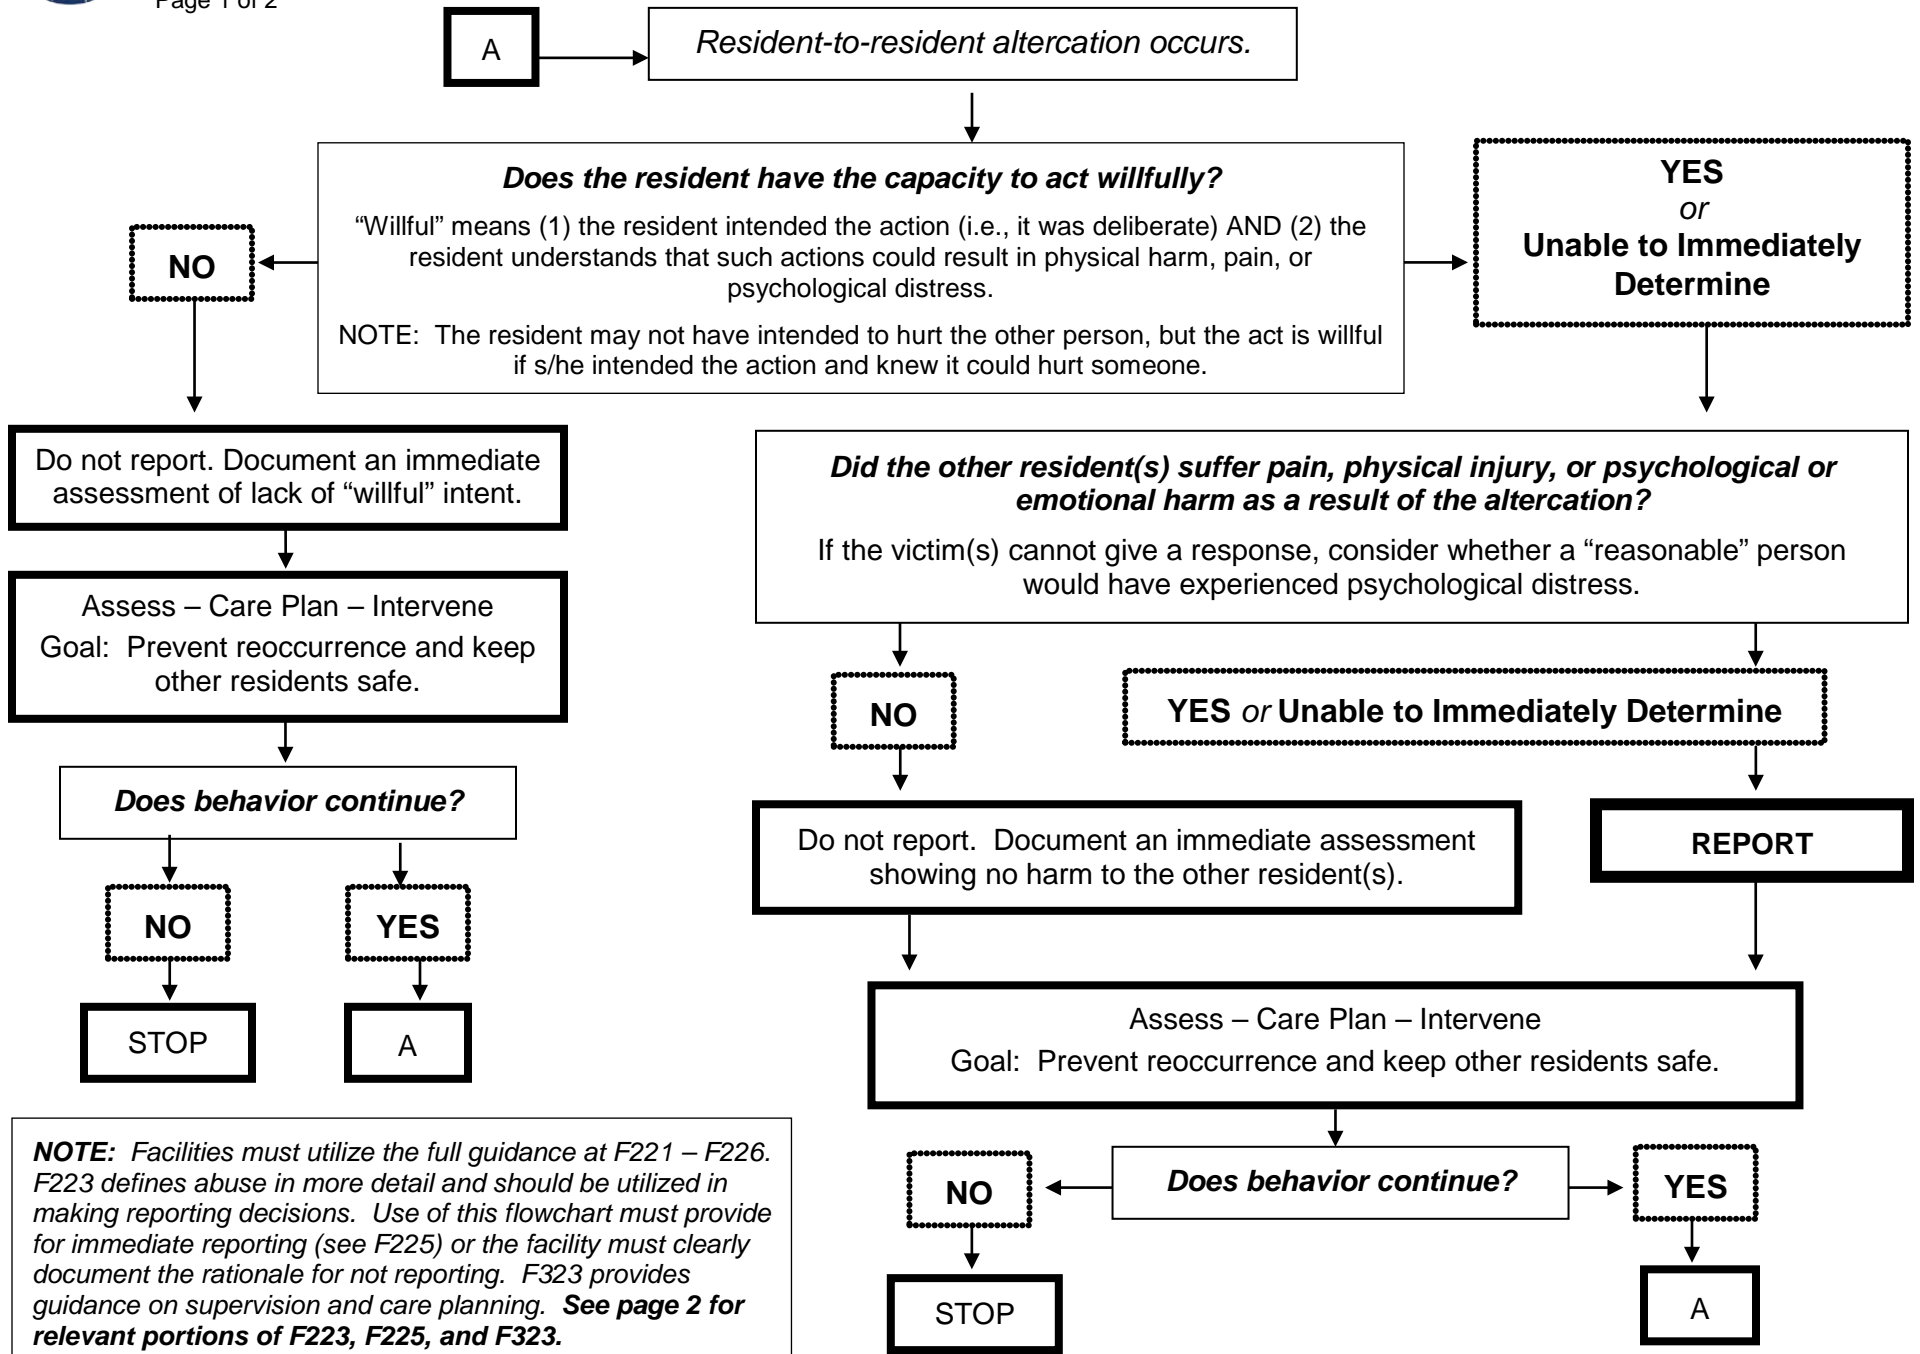 Page 1 of 2
A
Resident-to-resident altercation occurs.
Does the resident have the capacity to act willfully?
“Willful” means (1) the resident intended the action (i.e., it was deliberate) AND (2) the
resident understands that such actions could result in physical harm, pain, or
psychological distress.
NOTE:  The resident may not have intended to hurt the other person, but the act is willful
if s/he intended the action and knew it could hurt someone.
NO
YES
or
Unable to Immediately
Determine
Do not report. Document an immediate
assessment of lack of “willful” intent.
Assess – Care Plan – Intervene
Goal:  Prevent reoccurrence and keep
other residents safe.
Does behavior continue?
NO
YES
STOP
A
Did the other resident(s) suffer pain, physical injury, or psychological or
emotional harm as a result of the altercation?
If the victim(s) cannot give a response, consider whether a “reasonable” person
would have experienced psychological distress.
NO
YES or Unable to Immediately Determine
Do not report.  Document an immediate assessment
showing no harm to the other resident(s).
REPORT
Assess – Care Plan – Intervene
Goal:  Prevent reoccurrence and keep other residents safe.
Does behavior continue?
NO
YES
STOP
A
NOTE:  Facilities must utilize the full guidance at F221 – F226.
F223 defines abuse in more detail and should be utilized in
making reporting decisions.  Use of this flowchart must provide
for immediate reporting (see F225) or the facility must clearly
document the rationale for not reporting.  F323 provides
guidance on supervision and care planning.  See page 2 for
relevant portions of F223, F225, and F323.